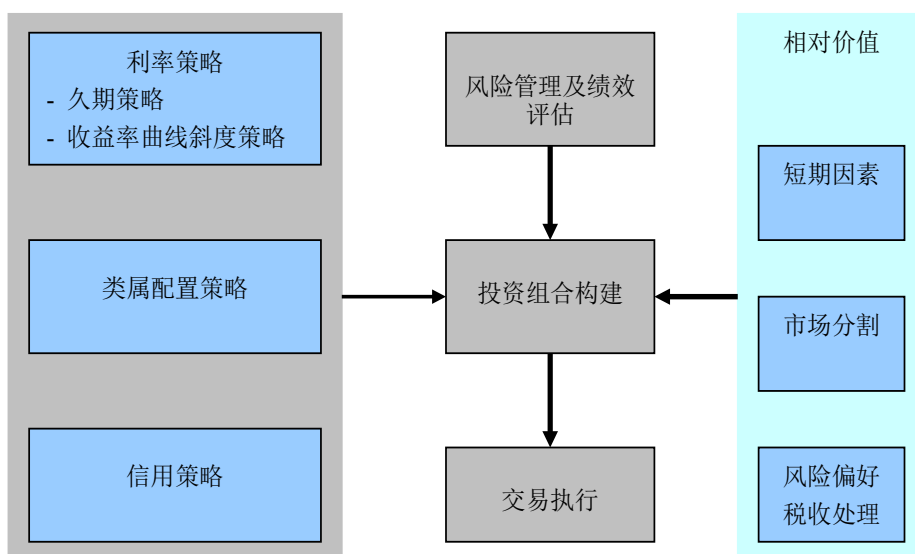 利率策略
- 久期策略
- 收益率曲线斜度策略
类属配置策略
信用策略
风险管理及绩效
评估
投资组合构建
交易执行
相对价值
短期因素
市场分割
风险偏好
税收处理